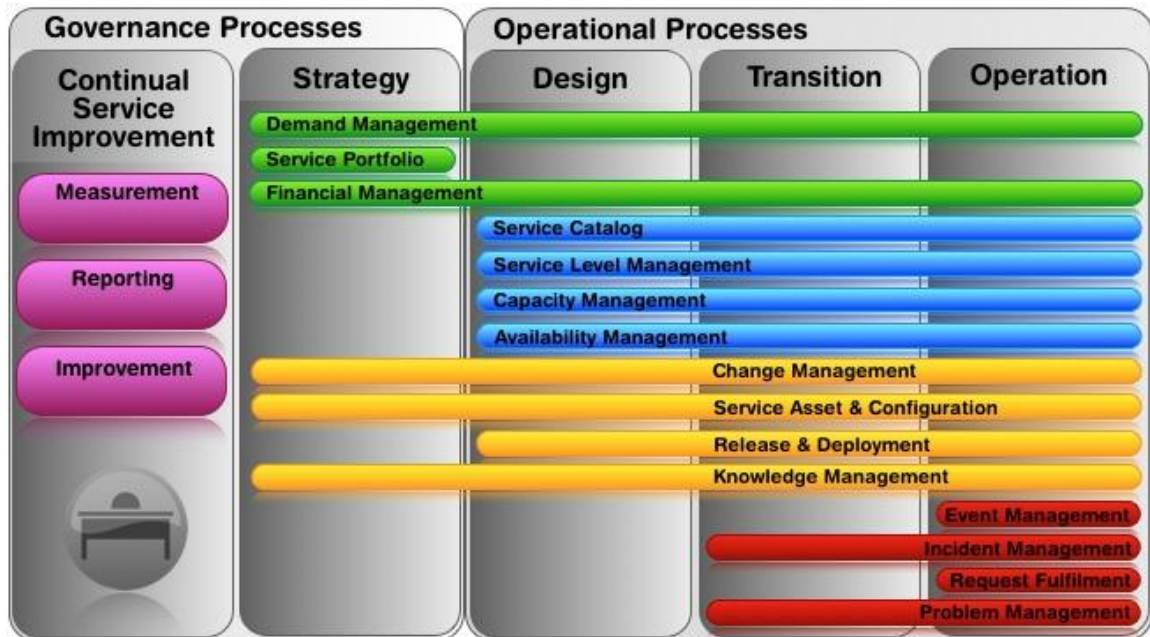 Governance Processes
Operational Processes
Continual
Service
Improvement
Strategy
Design
Transition
Operation
Measurement
Reporting
Improvement
Demand Management
Service Portfolio
Financial Management
Service Catalog
Service Level Management
Capacity Management
Availability Management
Change Management
Service Asset & Configuration
Release & Deployment
Knowledge Management
Event Management
Incident Management
Request Fulfilment
Problem Management